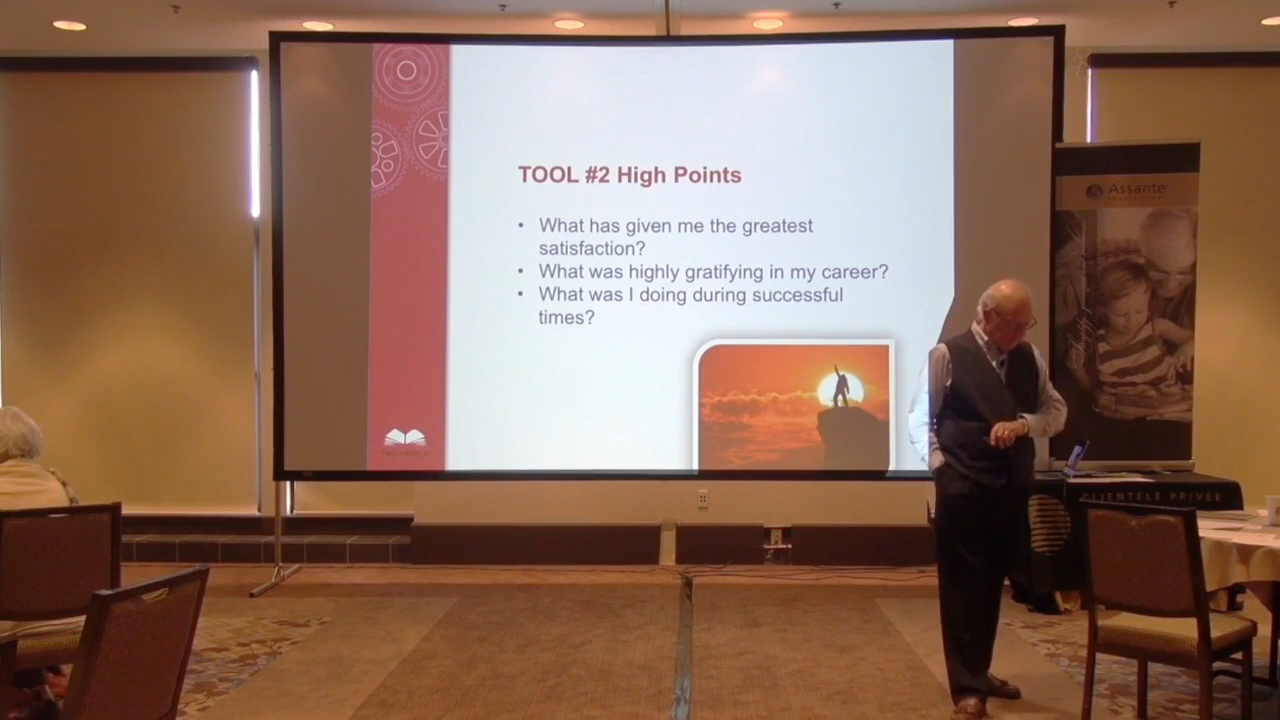 TOOL #2 High Points
• What has given me the greatest
satisfaction?
• What was highly gratifying in my career?
• What was I doing during successful
times?
Assante
CLIENTÈLE PRIVÉE